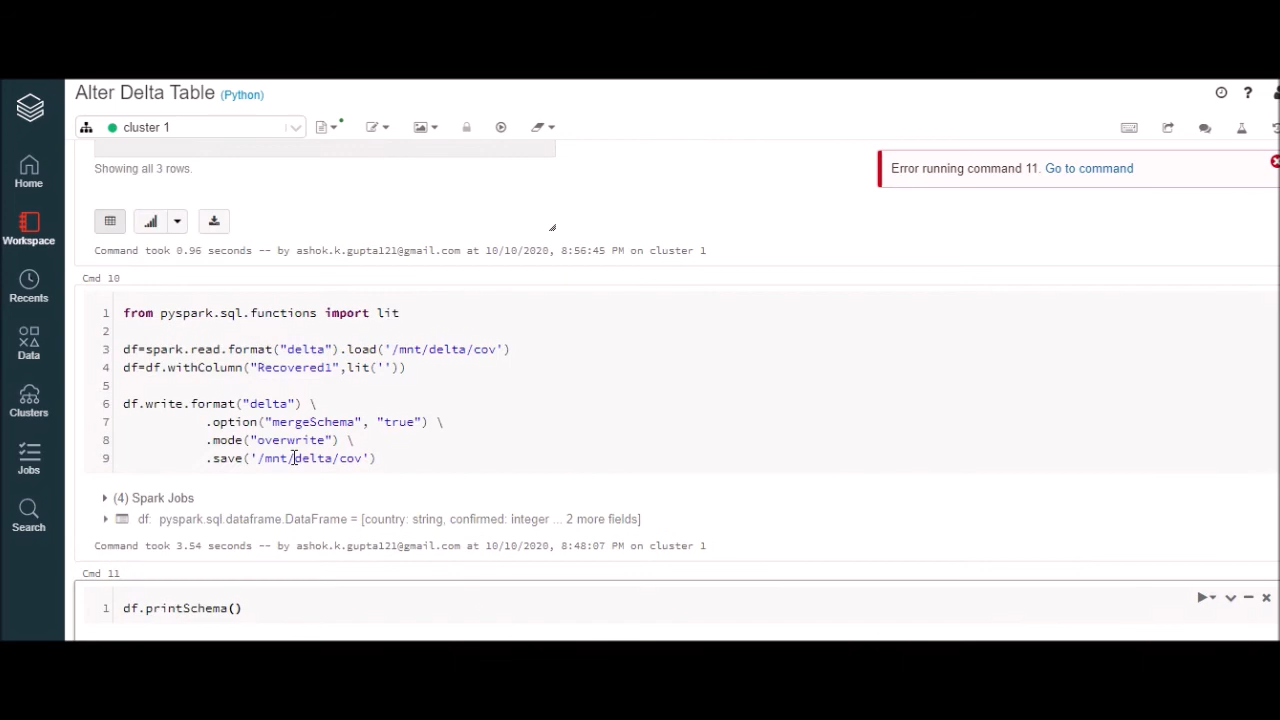 Alter Delta Table (Python)
cluster 1
Home
Workspace
Recents
Data
Clusters
Jobs
Search
Showing all 3 rows.
Error running command 11. Go to command
Command took 0.96 seconds -- by ashok.k.gupta121@gmail.com at 10/10/2020, 8:56:45 PM on cluster 1
Cmd 10
1 from pyspark.sql.functions import lit
2
3 df=spark.read.format("delta").load('/mnt/delta/cov')
4 df=df.withColumn("Recovered1",lit(''))
5
6 df.write.format("delta") \
7 .option("mergeSchema", "true") \
8 .mode("overwrite") \
9 .save('/mnt/delta/cov')
(4) Spark Jobs
df: pyspark.sql.dataframe.DataFrame = [country: string, confirmed: integer ... 2 more fields]
Command took 3.54 seconds -- by ashok.k.gupta121@gmail.com at 10/10/2020, 8:48:07 PM on cluster 1
Cmd 11
1 df.printSchema()